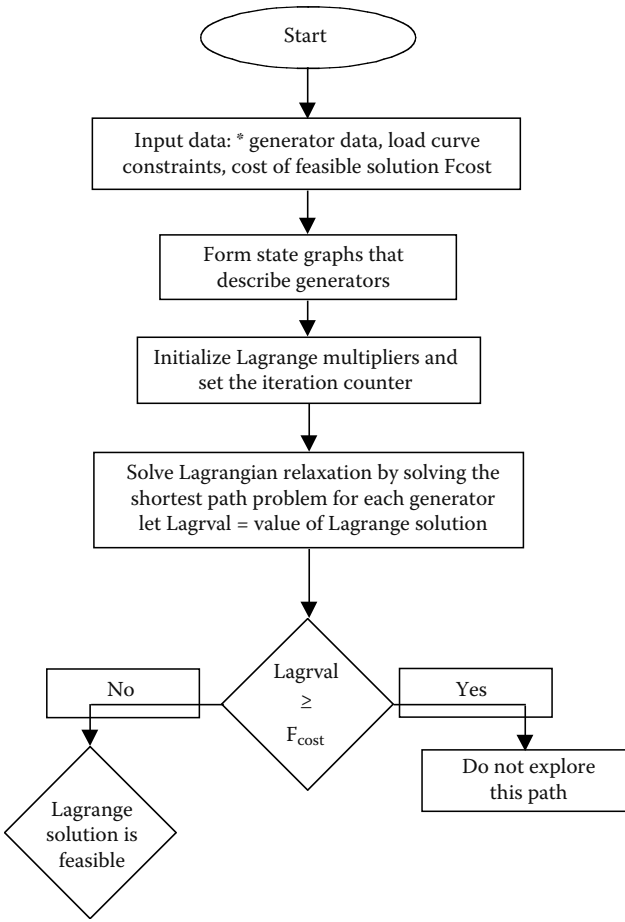 Start
Input data: * generator data, load curve
constraints, cost of feasible solution Fcost
Form state graphs that
describe generators
Initialize Lagrange multipliers and
set the iteration counter
Solve Lagrangian relaxation by solving the
shortest path problem for each generator
let Lagrval = value of Lagrange solution
Lagrval
≥
Fcost
No
Yes
Do not explore
this path
Lagrange
solution is
feasible